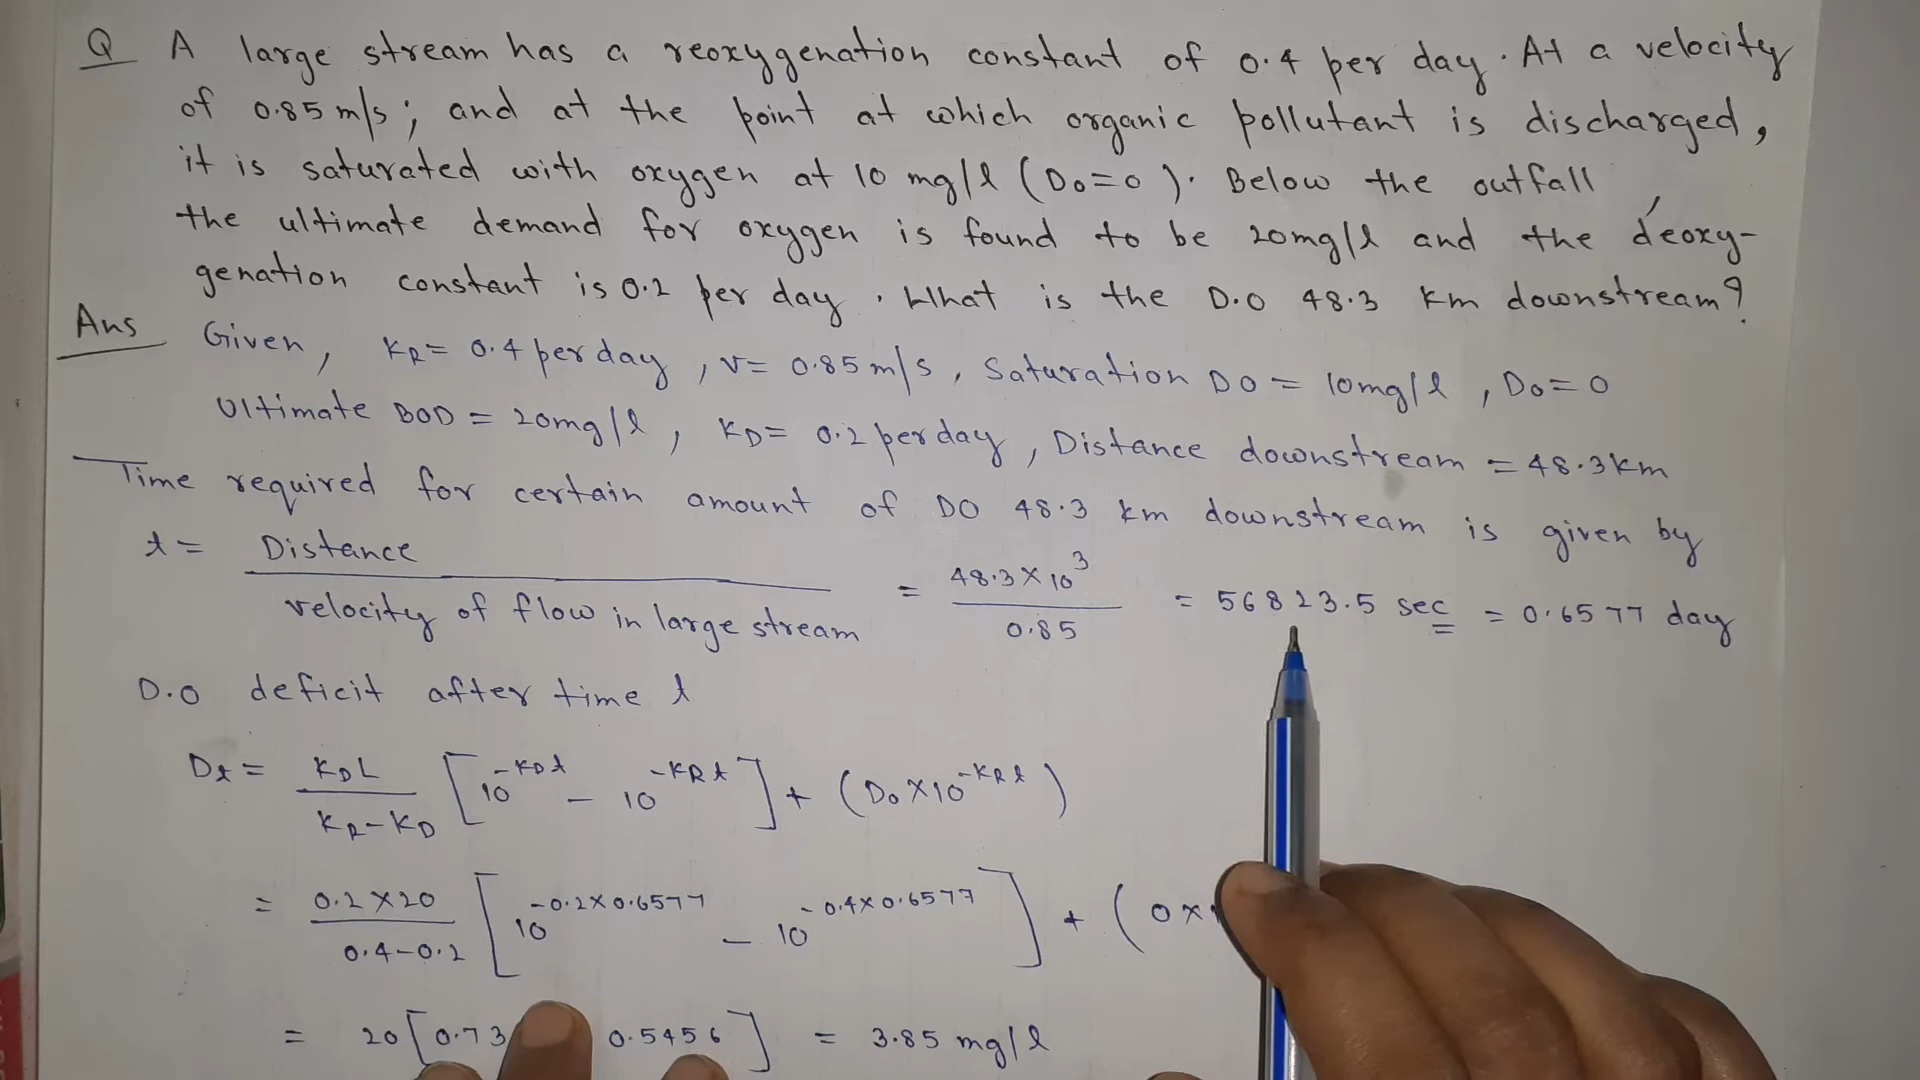 Q A large stream has a reoxygenation constant of 0.4 per day. At a velocity
of 0.85 m/s; and at the point at which organic pollutant is discharged,
it is saturated with oxygen at 10 mg/l (D₀=0). Below the outfall
the ultimate demand for oxygen is found to be 20mg/l and the deoxy-
genation constant is 0.2 per day. What is the D.O 48.3 km downstream?
Ans Given, KR= 0.4 per day, v= 0.85 m/s, Saturation DO = 10mg/l, D₀=0
Ultimate BOD = 20mg/l, KD= 0.2 per day, Distance downstream = 48.3km
Time required for certain amount of DO 48.3 km downstream is given by
t = Distance / velocity of flow in large stream = 48.3×10³ / 0.85 = 56823.5 sec = 0.6577 day
D.O deficit after time t
Dt = KDL / KR-KD [10^-KDt - 10^-KRt] + (D₀×10^-KRt)
= 0.2×20 / 0.4-0.2 [10^-0.2×0.6577 - 10^-0.4×0.6577] + (0×
= 20[0.73 0.5456] = 3.85 mg/l